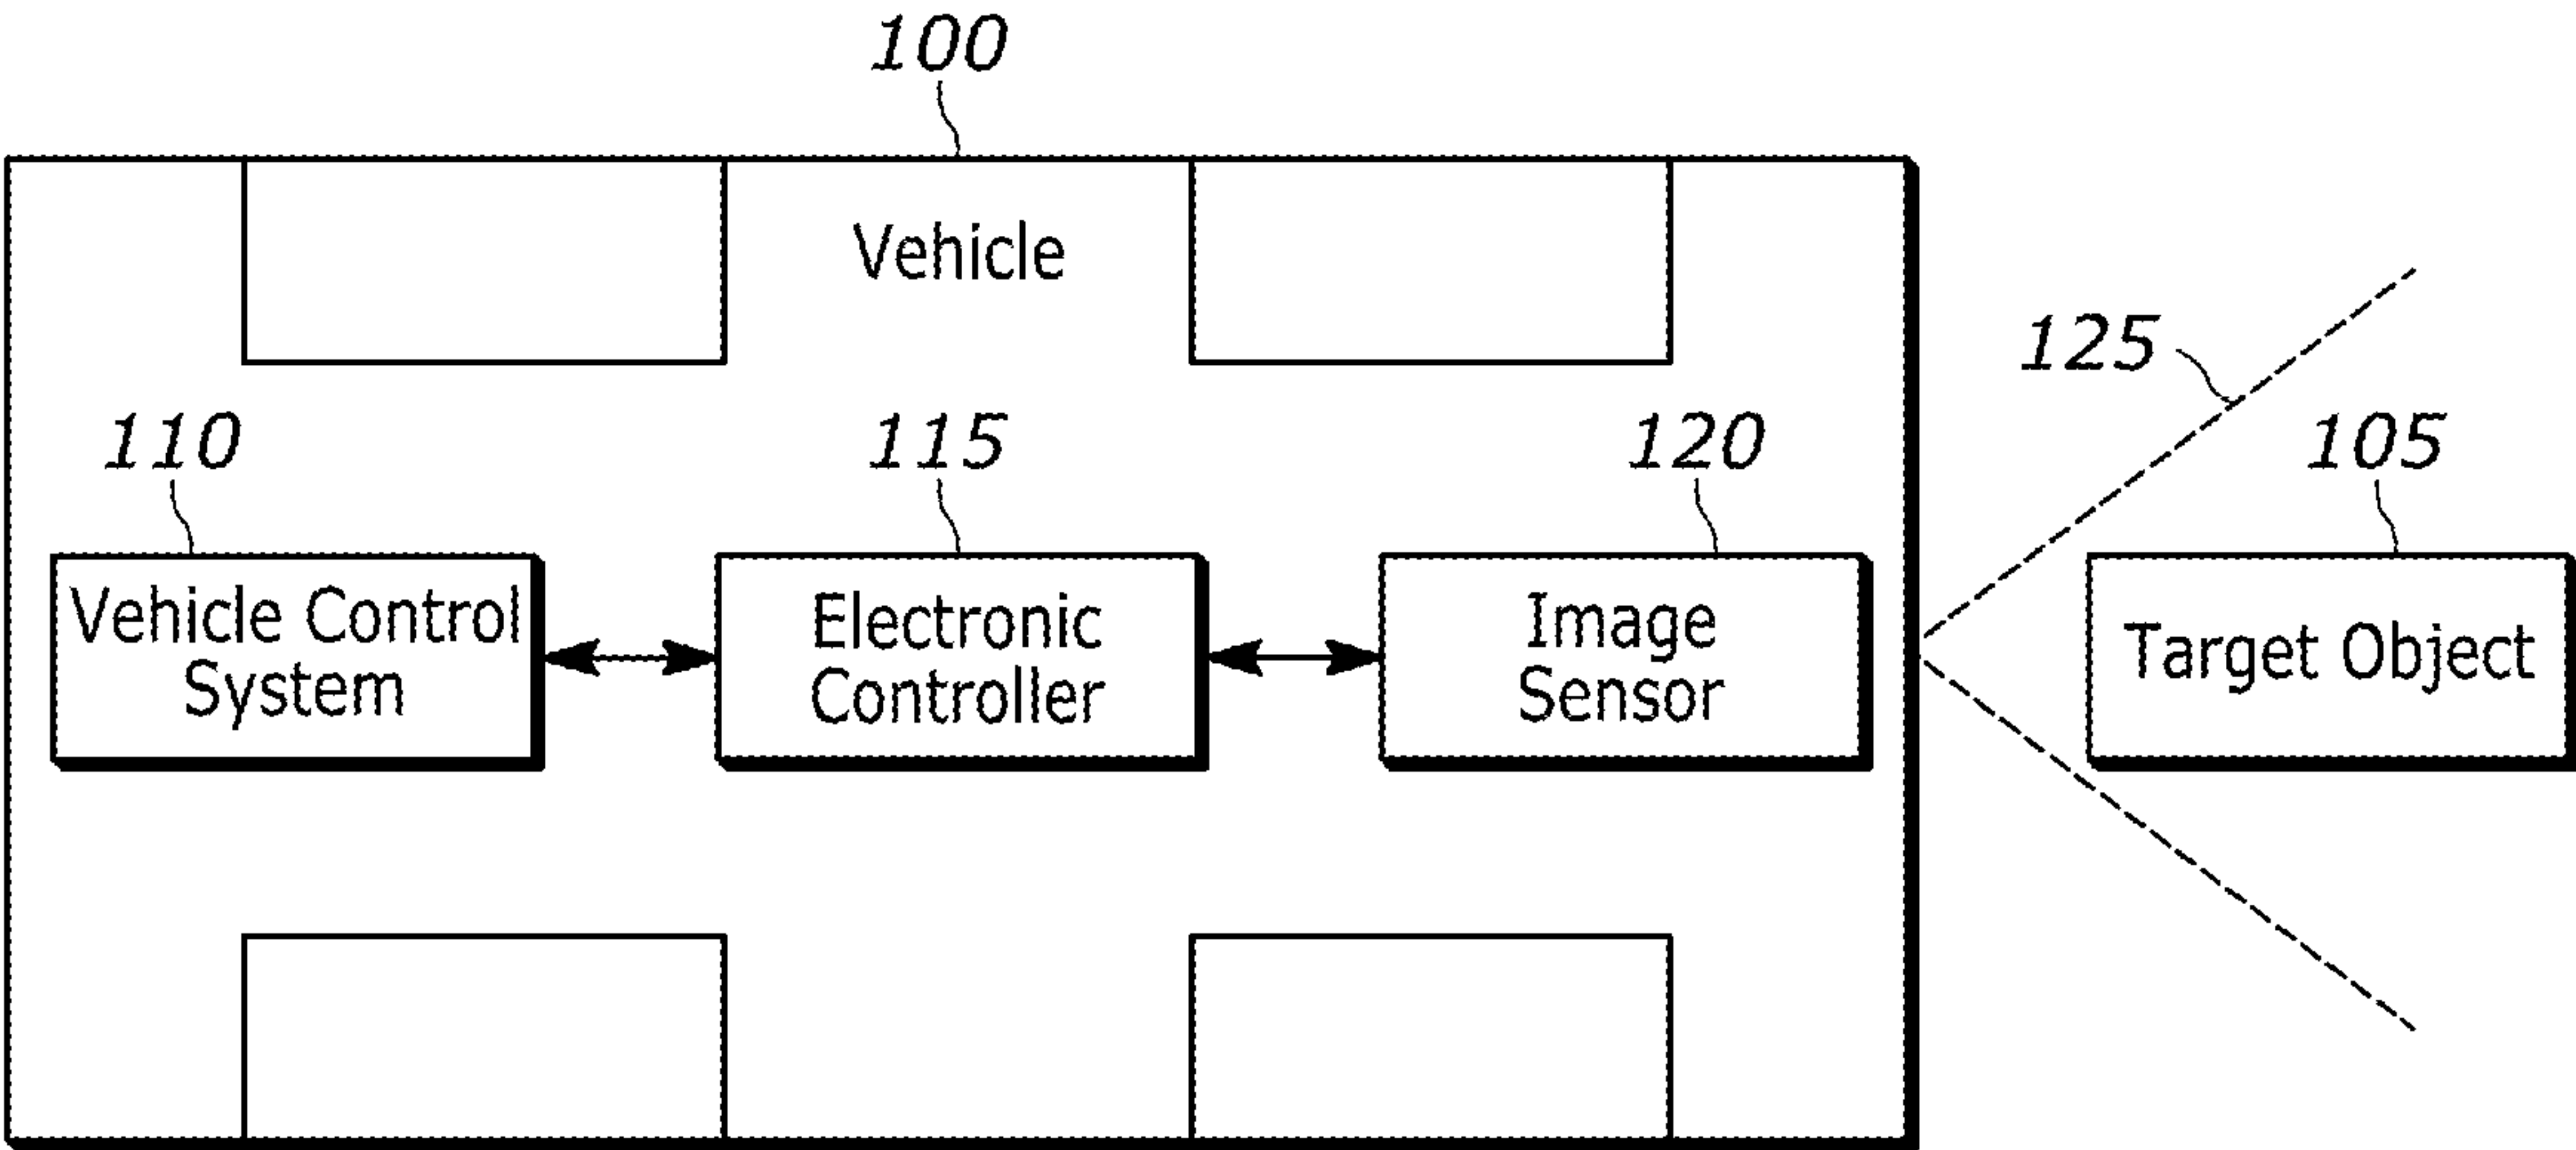 100
Vehicle
125
110
115
120
105
Vehicle Control
System
Electronic
Controller
Image
Sensor
Target Object